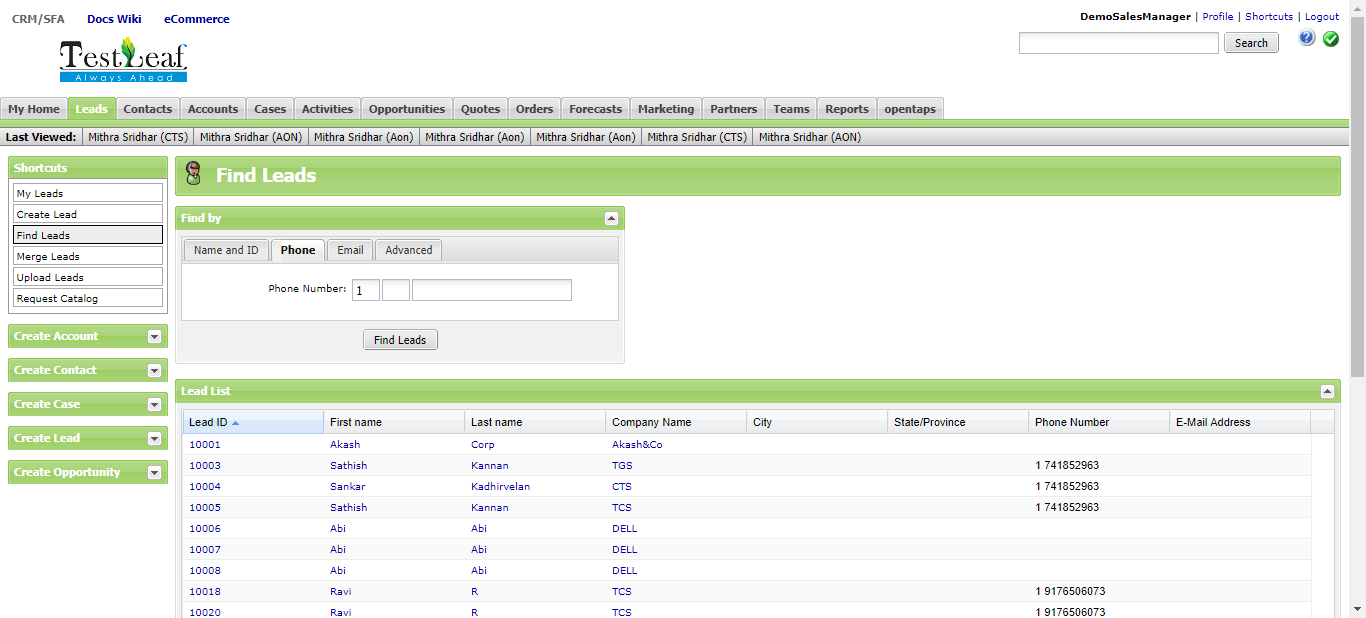 CRM/SFA Docs Wiki eCommerce
DemoSalesManager | Profile | Shortcuts | Logout
TestLeaf
Always Ahead
Search
My Home Leads Contacts Accounts Cases Activities Opportunities Quotes Orders Forecasts Marketing Partners Teams Reports opentaps
Last Viewed: Mithra Sridhar (CTS) Mithra Sridhar (AON) Mithra Sridhar (Aon) Mithra Sridhar (Aon) Mithra Sridhar (Aon) Mithra Sridhar (CTS) Mithra Sridhar (AON)
Shortcuts
My Leads
Create Lead
Find Leads
Merge Leads
Upload Leads
Request Catalog
Create Account
Create Contact
Create Case
Create Lead
Create Opportunity
Find Leads
Find by
Name and ID Phone Email Advanced
Phone Number: 1
Find Leads
Lead List
Lead ID First name Last name Company Name City State/Province Phone Number E-Mail Address
10001 Akash Corp Akash&Co
10003 Sathish Kannan TGS 1 741852963
10004 Sankar Kadhirvelan CTS 1 741852963
10005 Sathish Kannan TCS 1 741852963
10006 Abi Abi DELL
10007 Abi Abi DELL
10008 Abi Abi DELL
10018 Ravi R TCS 1 9176506073
10020 Ravi R TCS 1 9176506073